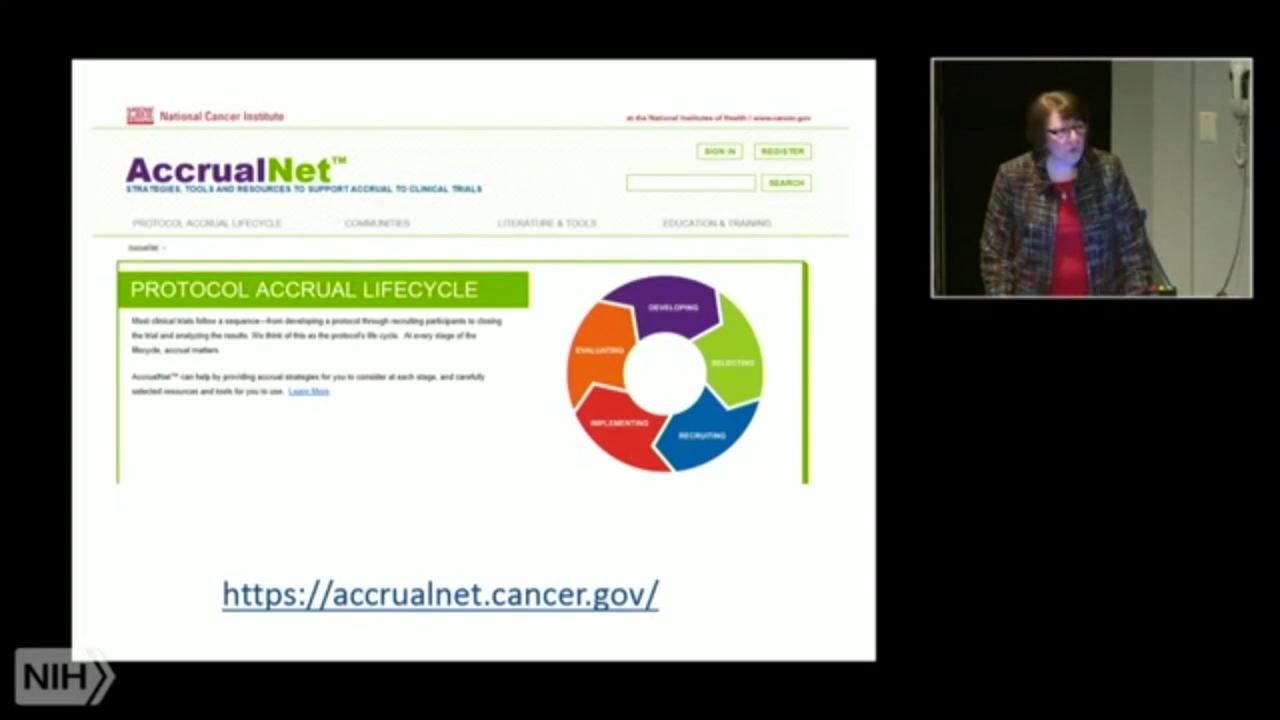 National Cancer Institute
at the National Institutes of Health | www.cancer.gov
SIGN IN
REGISTER
AccrualNet™
STRATEGIES, TOOLS AND RESOURCES TO SUPPORT ACCRUAL TO CLINICAL TRIALS
SEARCH
PROTOCOL ACCRUAL LIFECYCLE
COMMUNITIES
LITERATURE & TOOLS
EDUCATION & TRAINING
PROTOCOL ACCRUAL LIFECYCLE
Most clinical trials follow a sequence—from developing a protocol through recruiting participants to closing
the trial and analyzing the results. We think of this as the protocol's life cycle. At every stage of the
lifecycle, accrual matters.
AccrualNet™ can help by providing accrual strategies for you to consider at each stage, and carefully
selected resources and tools for you to use. Learn More
DEVELOPING
SELECTING
RECRUITING
IMPLEMENTING
EVALUATING
https://accrualnet.cancer.gov/
NIH